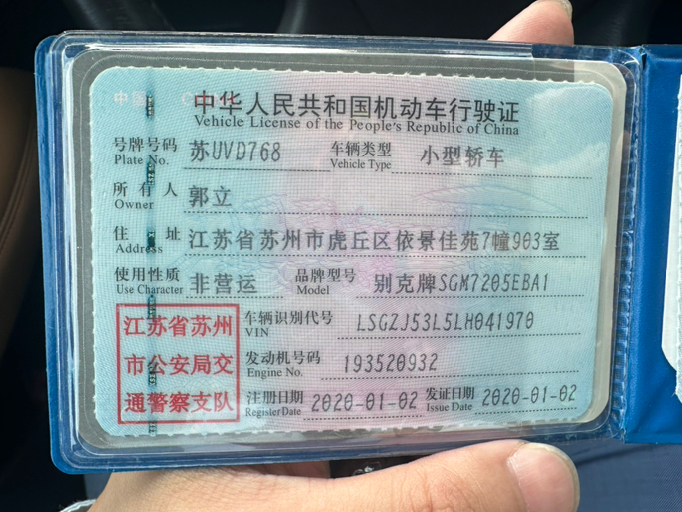 中华人民共和国机动车行驶证
Vehicle License of the People's Republic of China
号牌号码 苏UVD768 车辆类型 小型轿车
Plate No. Vehicle Type
所有人 郭立
Owner
住址 江苏省苏州市虎丘区依景佳苑7幢903室
Address
使用性质 非营运 品牌型号 别克牌SGM7205EBA1
Use Character Model
江苏省苏州
市公安局交
通警察支队
车辆识别代号 LSGZJ53L5LH041970
VIN
发动机号码 193520932
Engine No.
注册日期 2020-01-02 发证日期 2020-01-02
Register Date Issue Date